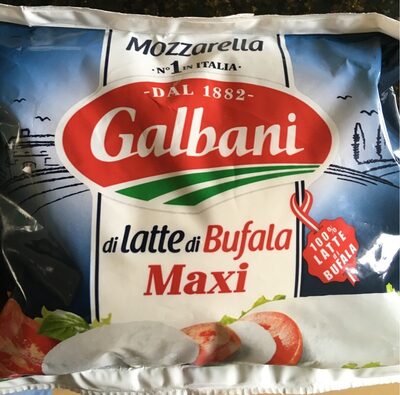 Mozzarella
• N°1 IN ITALIA •
- DAL 1882 -
Galbani
di Latte di Bufala
Maxi
100%
LATTE
DI
BUFALA